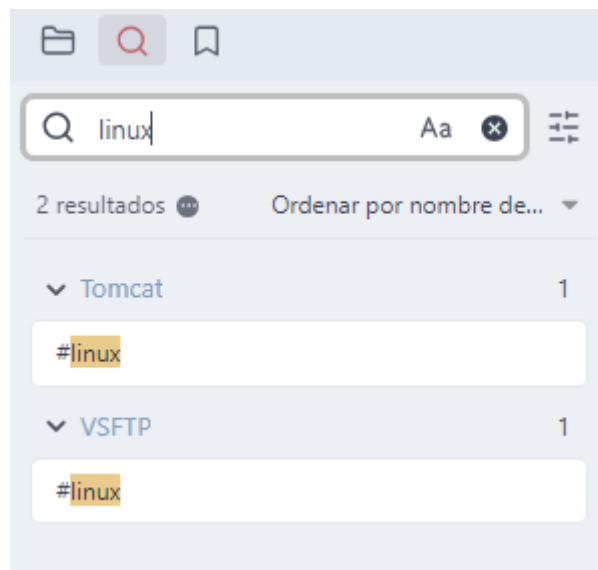 linux Aa
2 resultados Ordenar por nombre de...
Tomcat 1
#linux
VSFTP 1
#linux